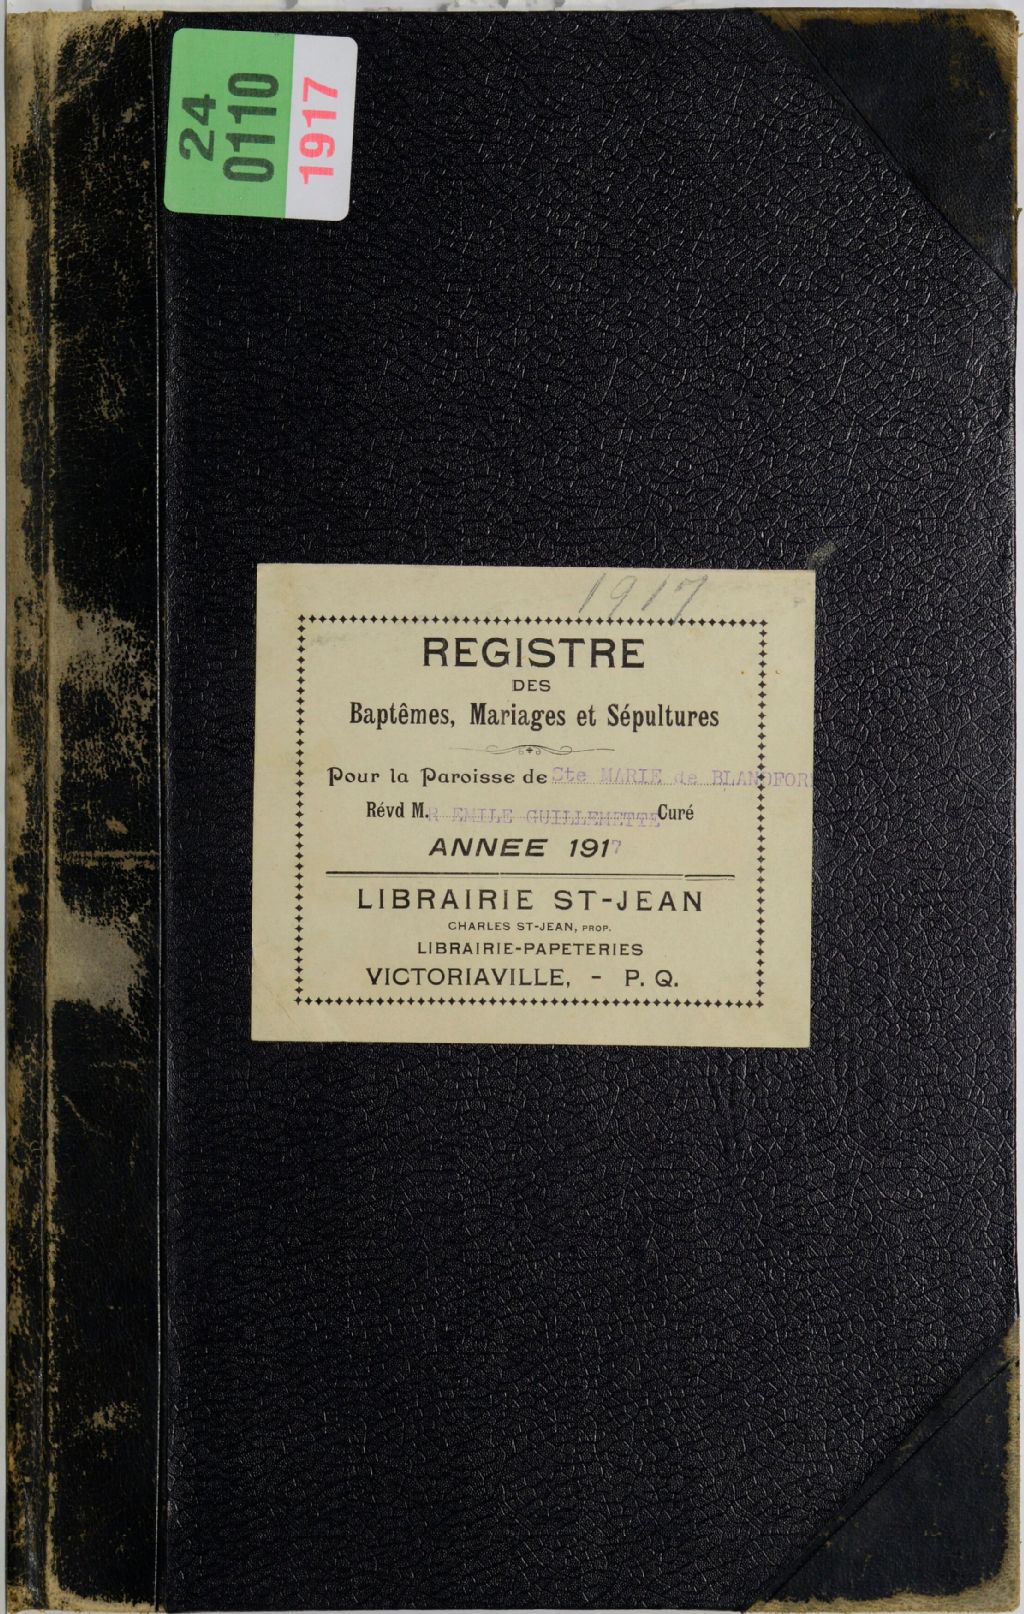 24
0110
1917
1917
REGISTRE
DES
Baptêmes, Mariages et Sépultures
Pour la Paroisse de Cte MARIE de BLANDFOR
Révd M. R EMILE GUILLEMETTE Curé
ANNEE 1917
LIBRAIRIE ST-JEAN
CHARLES ST-JEAN, PROP.
LIBRAIRIE-PAPETERIES
VICTORIAVILLE, - P. Q.